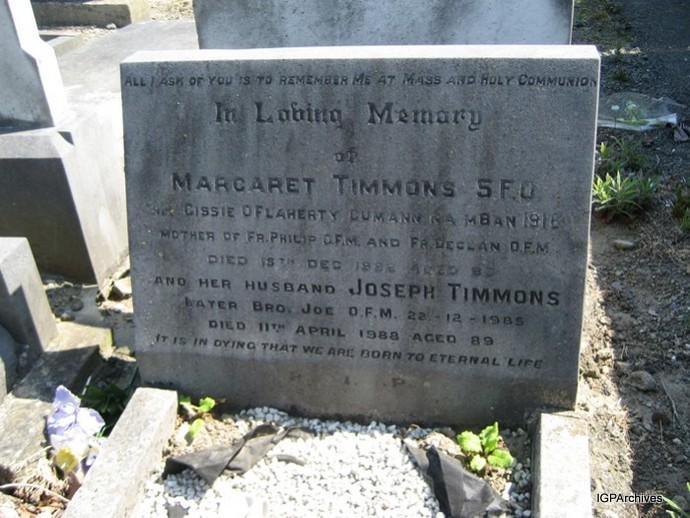 ALL I ASK OF YOU IS TO REMEMBER ME AT MASS AND HOLY COMMUNION
In Loving Memory
of
MARGARET TIMMONS S.F.O
CISSIE O'FLAHERTY CUMANN NA MBAN 1916
MOTHER OF FR. PHILIP O.F.M. AND FR. DECLAN O.F.M
DIED 15TH DEC AGED
AND HER HUSBAND JOSEPH TIMMONS
LATER BRO. JOE O.F.M. 22-12-1985
DIED 11TH APRIL 1988 AGED 89
IT IS IN DYING THAT WE ARE BORN TO ETERNAL LIFE
R. I. P
IGPArchives